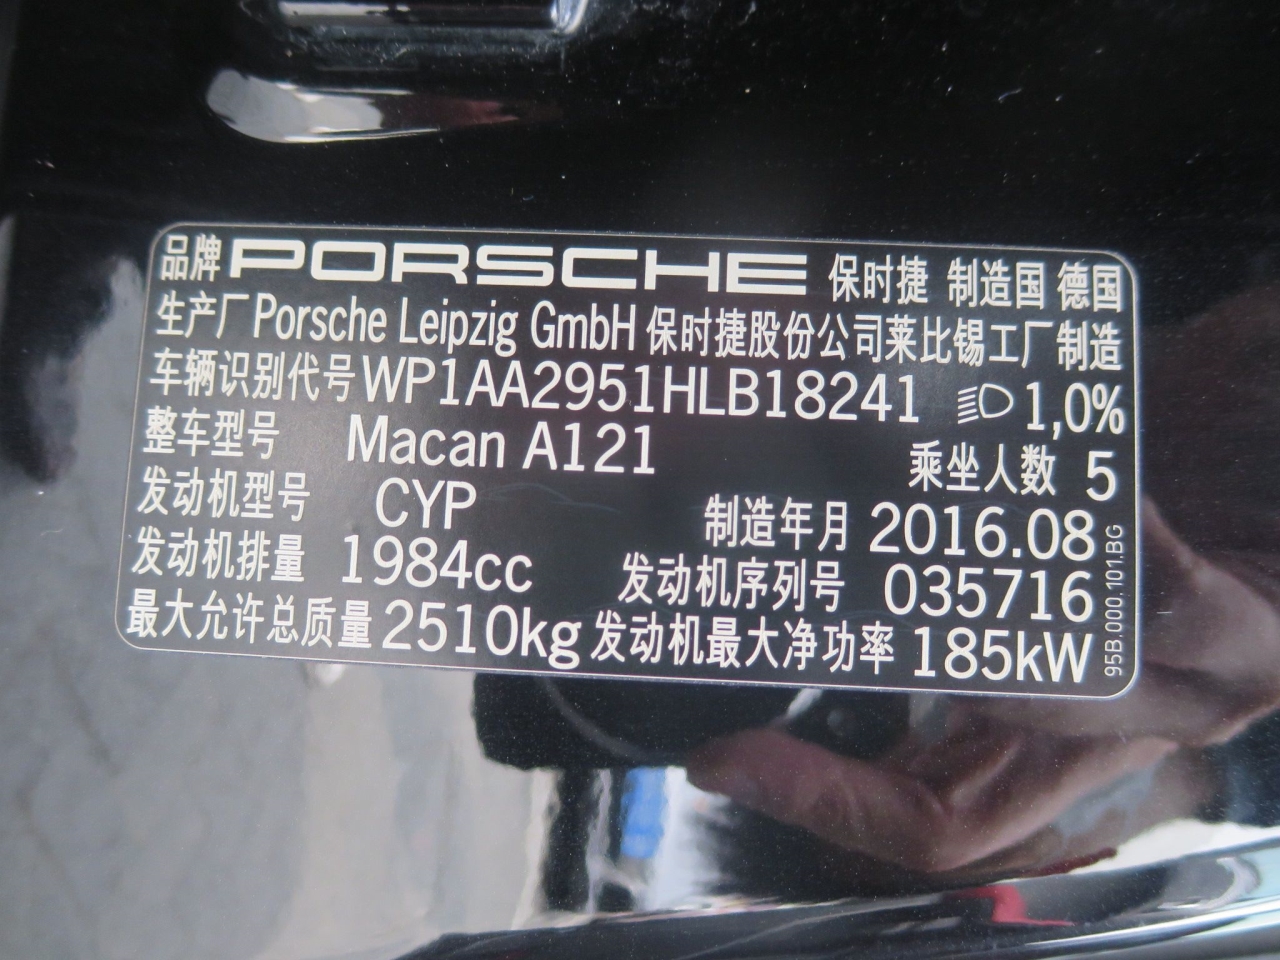 品牌 PORSCHE 保时捷 制造国 德国
生产厂 Porsche Leipzig GmbH 保时捷股份公司莱比锡工厂制造
车辆识别代号 WP1AA2951HLB18241 1,0%
整车型号 Macan A121 乘坐人数 5
发动机型号 CYP 制造年月 2016.08
发动机排量 1984cc 发动机序列号 035716
最大允许总质量 2510kg 发动机最大净功率 185kW
95B.000.101.BG